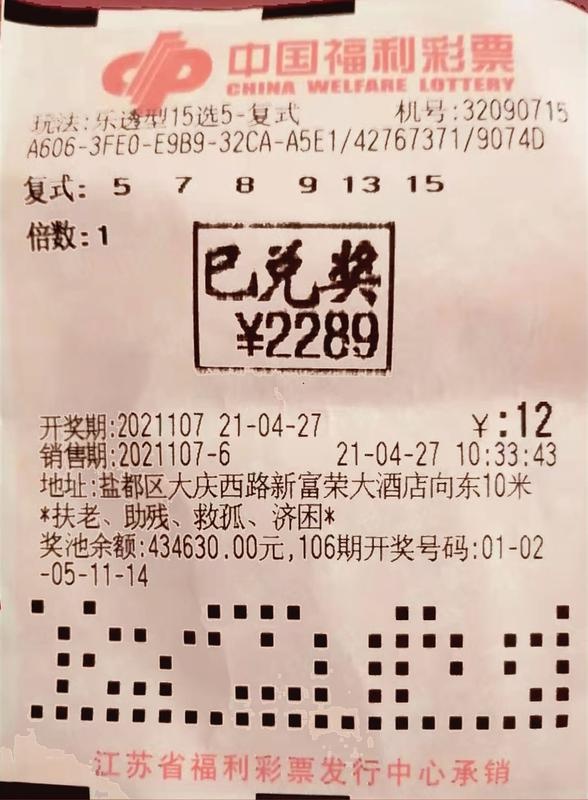 中国福利彩票
CHINA WELFARE LOTTERY
玩法:乐透型15选5-复式 机号:32090715
A606-3FE0-E9B9-32CA-A5E1/42767371/9074D
复式: 5 7 8 9 13 15
倍数:1
已兑奖
¥2289
开奖期:2021107 21-04-27 ¥:12
销售期:2021107-6 21-04-27 10:33:43
地址:盐都区大庆西路新富荣大酒店向东10米
*扶老、助残、救孤、济困*
奖池余额:434630.00元,106期开奖号码:01-02
-05-11-14
江苏省福利彩票发行中心承销